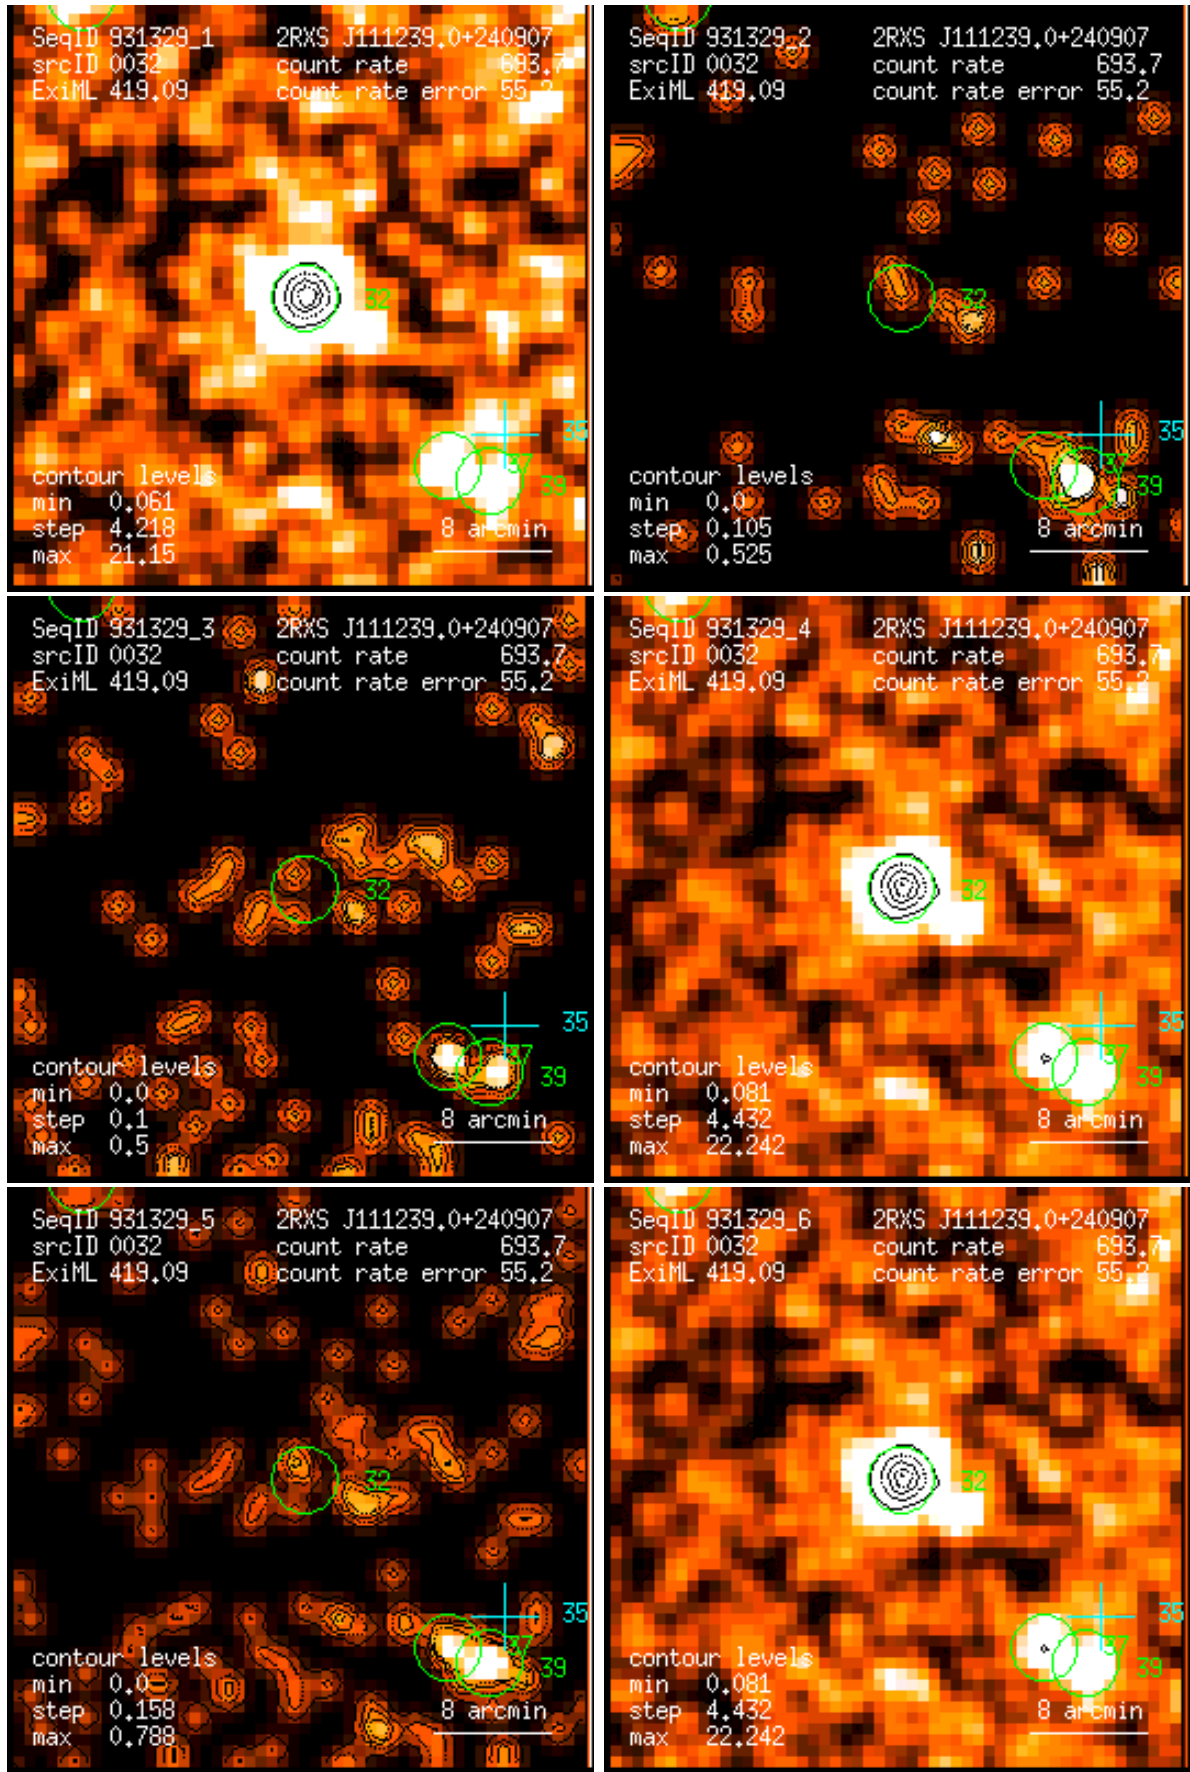 SeqID 931329_1 2RXS J111239.0+240907
srcID 0032 count rate 693.7
ExiML 419.09 count rate error 55.2
32
35
37
39
contour levels
min 0.061
step 4.218 8 arcmin
max 21.15
SeqID 931329_2 2RXS J111239.0+240907
srcID 0032 count rate 693.7
ExiML 419.09 count rate error 55.2
32
35
37
39
contour levels
min 0.0
step 0.105 8 arcmin
max 0.525
SeqID 931329_3 2RXS J111239.0+240907
srcID 0032 count rate 693.7
ExiML 419.09 count rate error 55.2
32
35
37
39
contour levels
min 0.0
step 0.1 8 arcmin
max 0.5
SeqID 931329_4 2RXS J111239.0+240907
srcID 0032 count rate 693.7
ExiML 419.09 count rate error 55.2
32
35
37
39
contour levels
min 0.081
step 4.432 8 arcmin
max 22.242
SeqID 931329_5 2RXS J111239.0+240907
srcID 0032 count rate 693.7
ExiML 419.09 count rate error 55.2
32
35
37
39
contour levels
min 0.0
step 0.158 8 arcmin
max 0.788
SeqID 931329_6 2RXS J111239.0+240907
srcID 0032 count rate 693.7
ExiML 419.09 count rate error 55.2
32
35
37
39
contour levels
min 0.081
step 4.432 8 arcmin
max 22.242